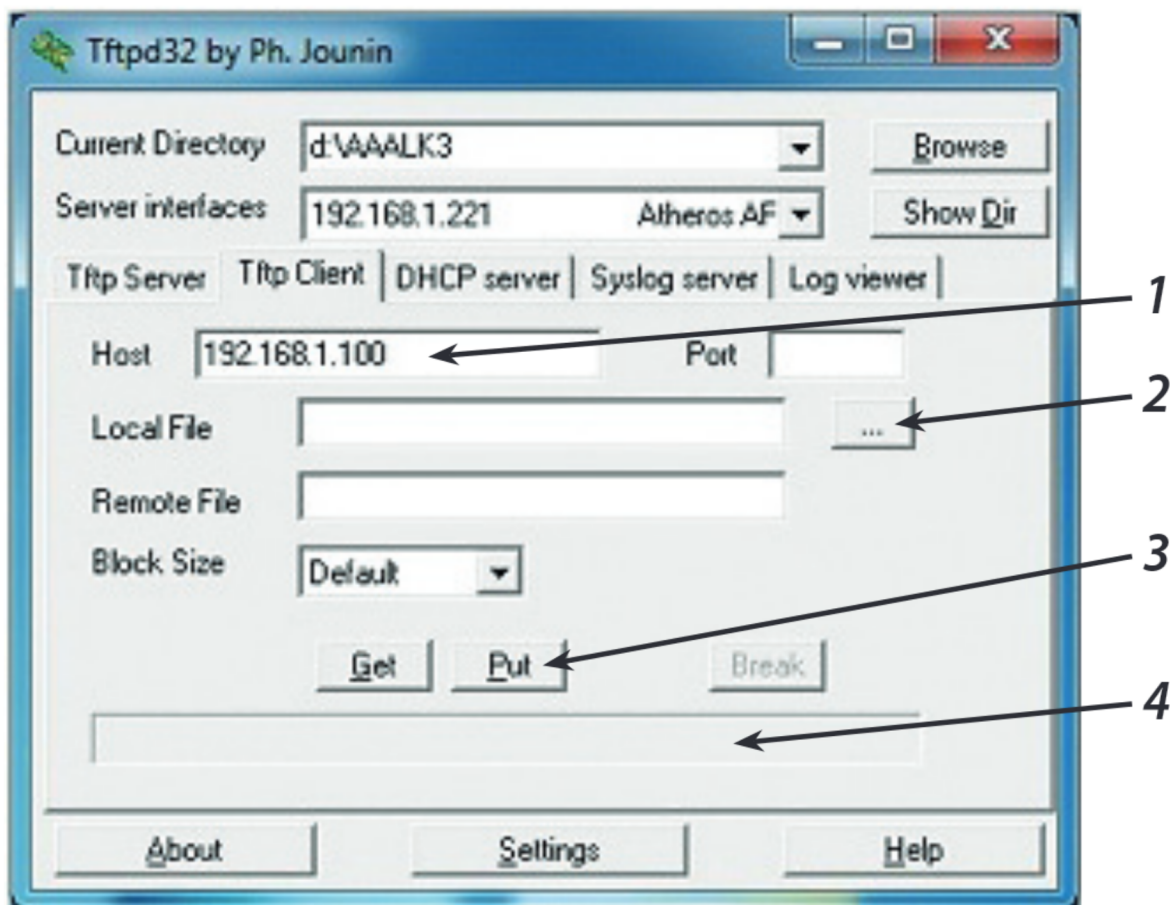 Tftpd32 by Ph. Jounin
Current Directory d:\AAALK3 Browse
Server interfaces 192.168.1.221 Atheros AF Show Dir
Tftp Server Tftp Client DHCP server Syslog server Log viewer
1
Host 192.168.1.100 Port
2
Local File ...
Remote File
Block Size Default
3
Get Put Break
4
About Settings Help